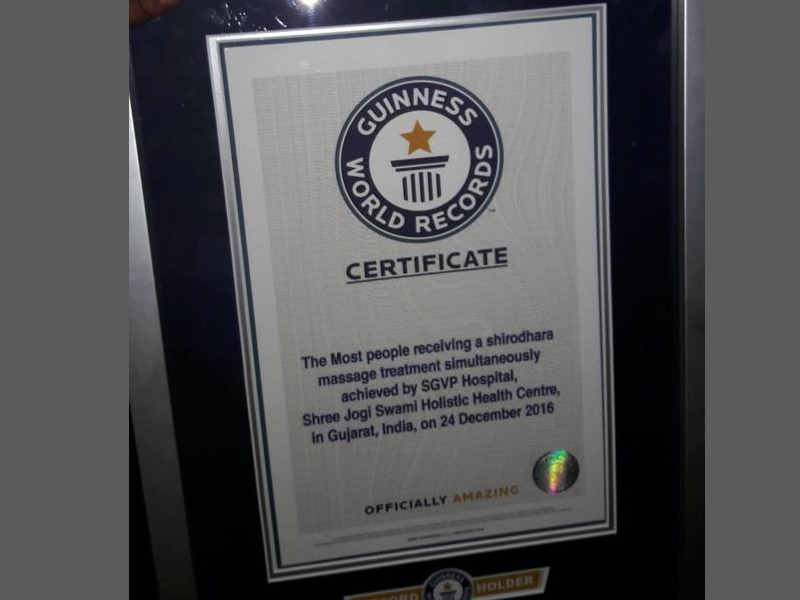 GUINNESS
WORLD RECORDS
CERTIFICATE
The Most people receiving a shirodhara
massage treatment simultaneously
achieved by SGVP Hospital,
Shree Jogi Swami Holistic Health Centre,
in Gujarat, India, on 24 December 2016
OFFICIALLY AMAZING
HOLDER